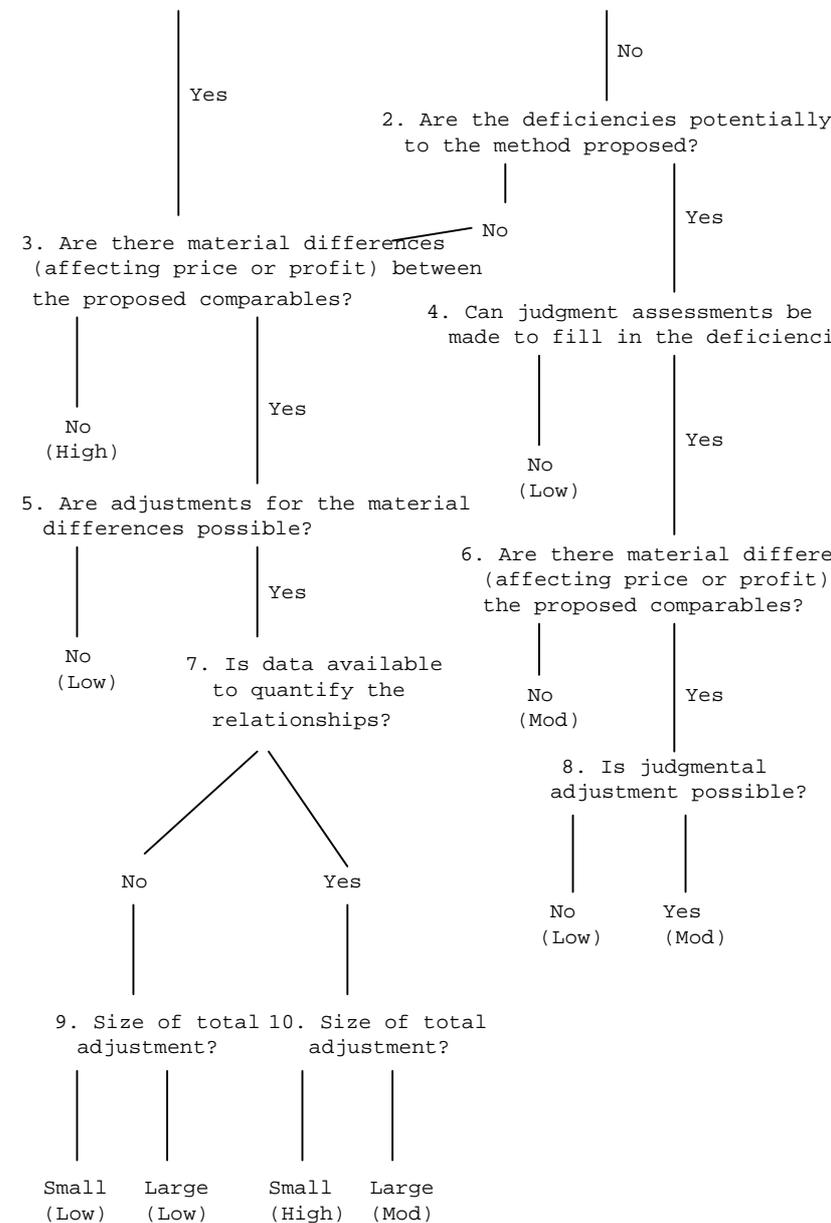 No
Yes
2. Are the deficiencies potentially
to the method proposed?
No
Yes
3. Are there material differences
(affecting price or profit) between
the proposed comparables?
4. Can judgment assessments be
made to fill in the
Yes
No
(High)
Yes
No
(Low)
5. Are adjustments for the material
differences possible?
6. Are there material
(affecting price or profit)
the proposed comparables?
Yes
No
(Low)
7. Is data available
to quantify the
relationships?
No
(Mod)
Yes
8. Is judgmental
adjustment possible?
No
Yes
No
(Low)
Yes
(Mod)
9. Size of total
adjustment?
10. Size of total
adjustment?
Small
(Low)
Large
(Low)
Small
(High)
Large
(Mod)